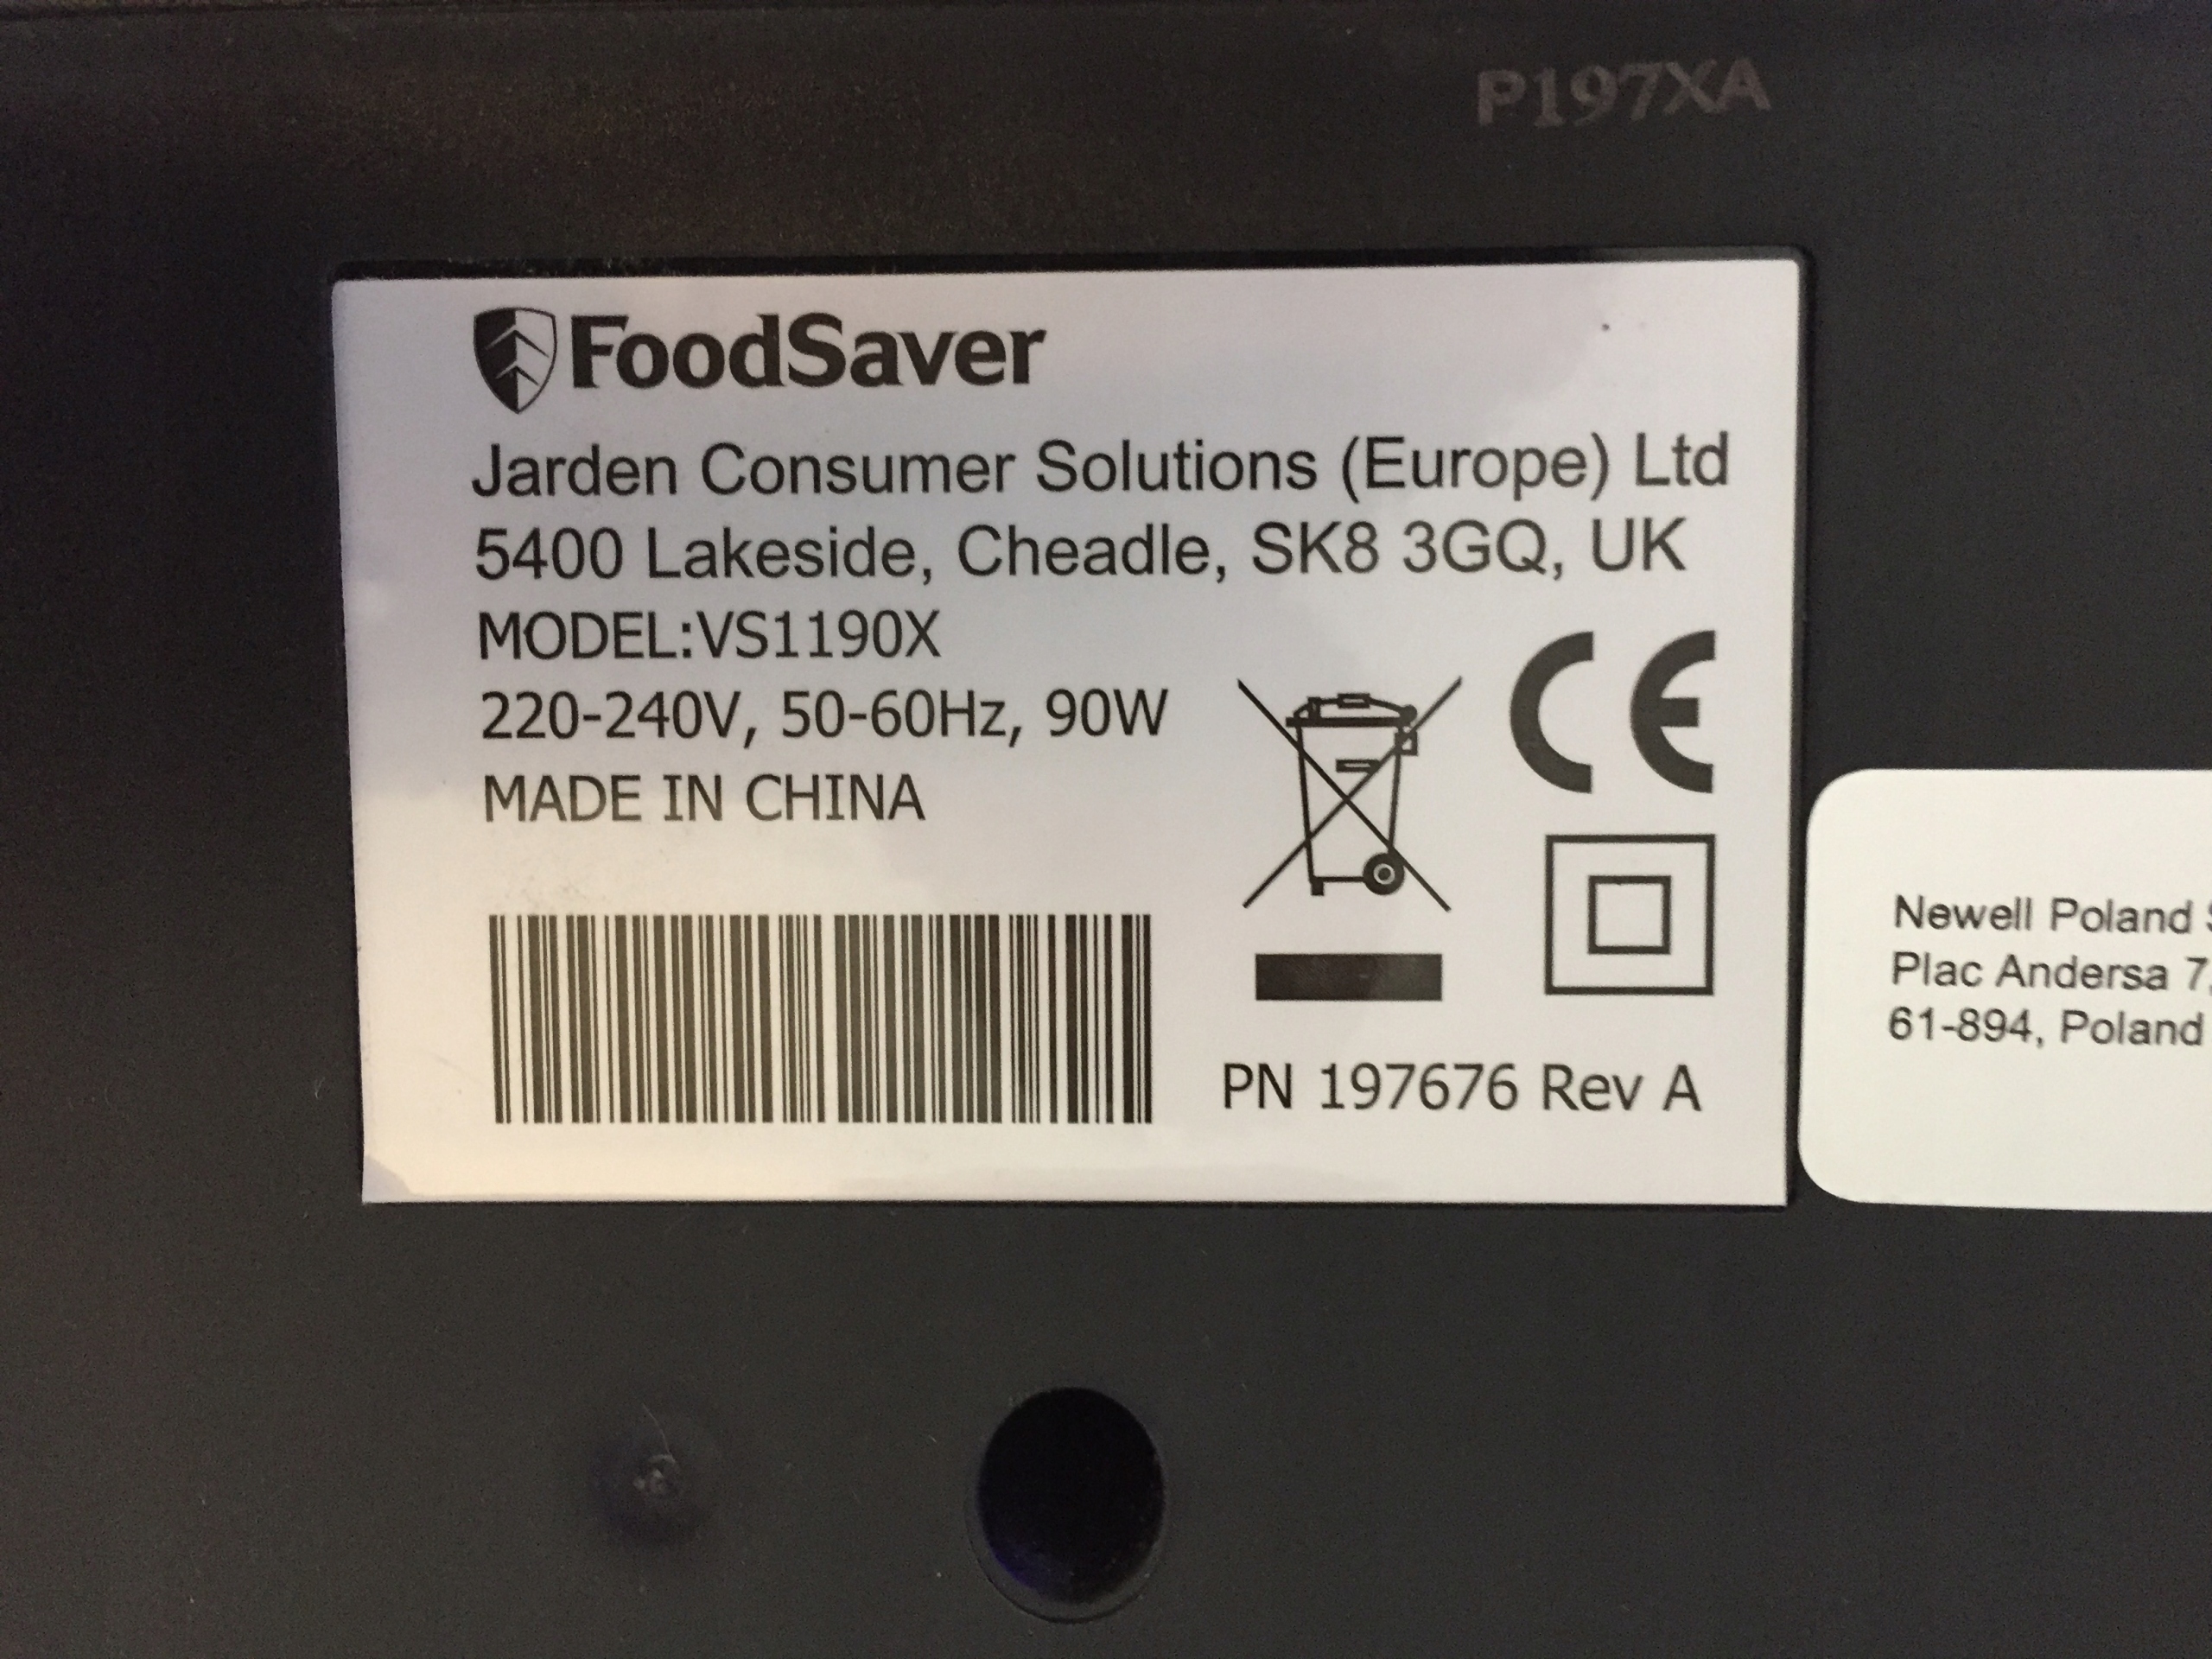 P197XA
FoodSaver
Jarden Consumer Solutions (Europe) Ltd
5400 Lakeside, Cheadle, SK8 3GQ, UK
MODEL:VS1190X
220-240V, 50-60Hz, 90W
MADE IN CHINA
CE
PN 197676 Rev A
Newell Poland
Plac Andersa 7,
61-894, Poland